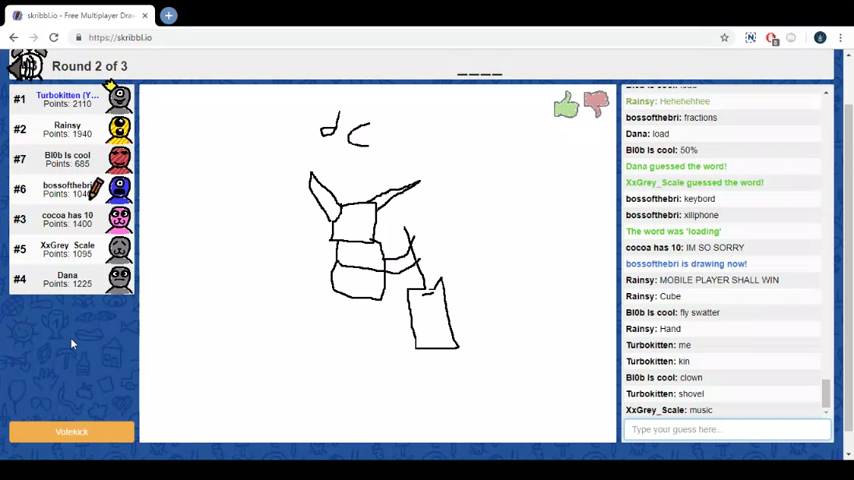 skribbl.io - Free Multiplayer Dra
https://skribbl.io
Round 2 of 3
_ _ _ _
#1 Turbokitten (Y...
Points: 2110
#2 Rainsy
Points: 1940
#7 Bl0b Is cool
Points: 685
#6 bossofthebri
Points: 104
#3 cocoa has 10
Points: 1400
#5 XxGrey_Scale
Points: 1095
#4 Dana
Points: 1225
Votekick
Rainsy: Hehehehhee
bossofthebri: fractions
Dana: load
Bl0b Is cool: 50%
Dana guessed the word!
XxGrey_Scale guessed the word!
bossofthebri: keybord
bossofthebri: xiliphone
The word was 'loading'
cocoa has 10: IM SO SORRY
bossofthebri is drawing now!
Rainsy: MOBILE PLAYER SHALL WIN
Rainsy: Cube
Bl0b Is cool: fly swatter
Rainsy: Hand
Turbokitten: me
Turbokitten: kin
Bl0b Is cool: clown
Turbokitten: shovel
XxGrey_Scale: music
Type your guess here...